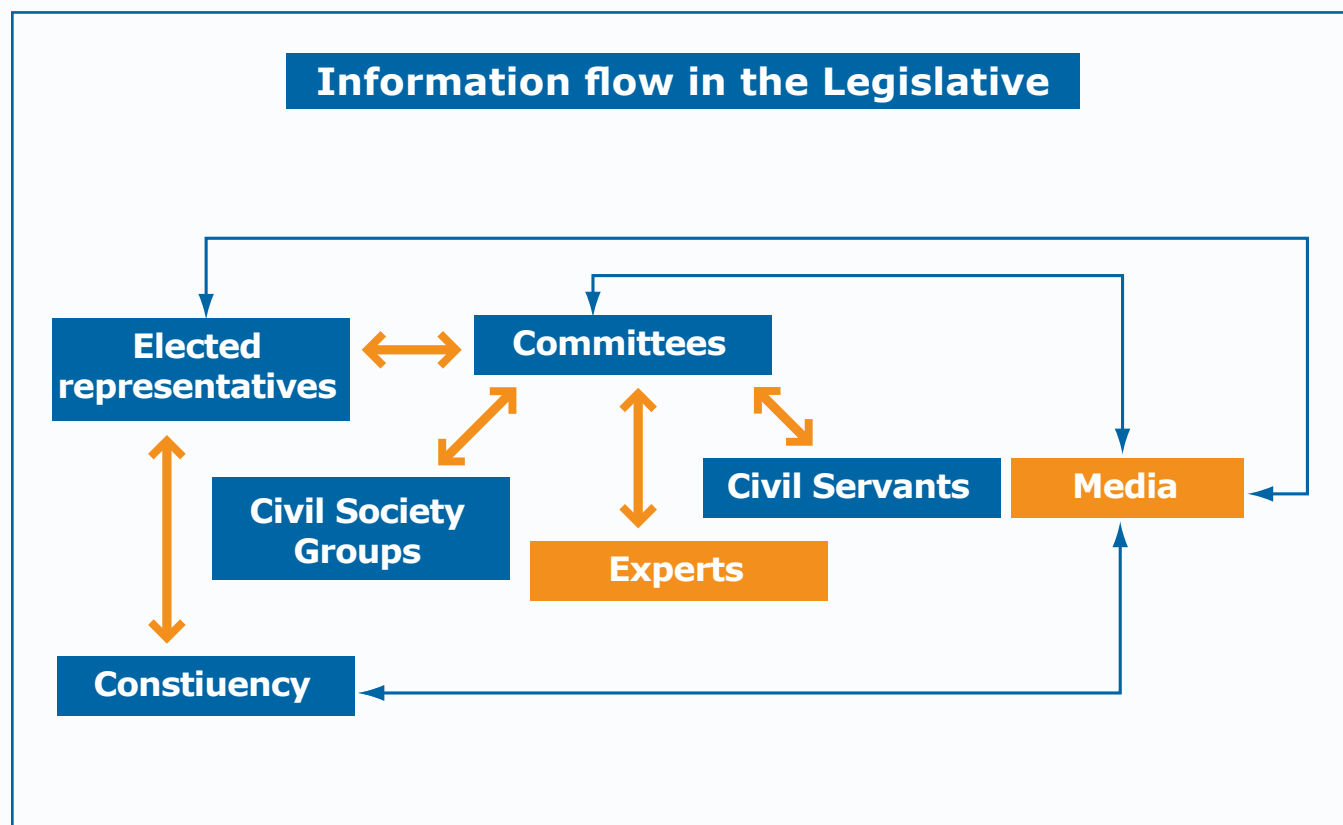 Information flow in the Legislative
Elected
representatives
Committees
Civil Society
Groups
Experts
Civil Servants
Media
Constiuency